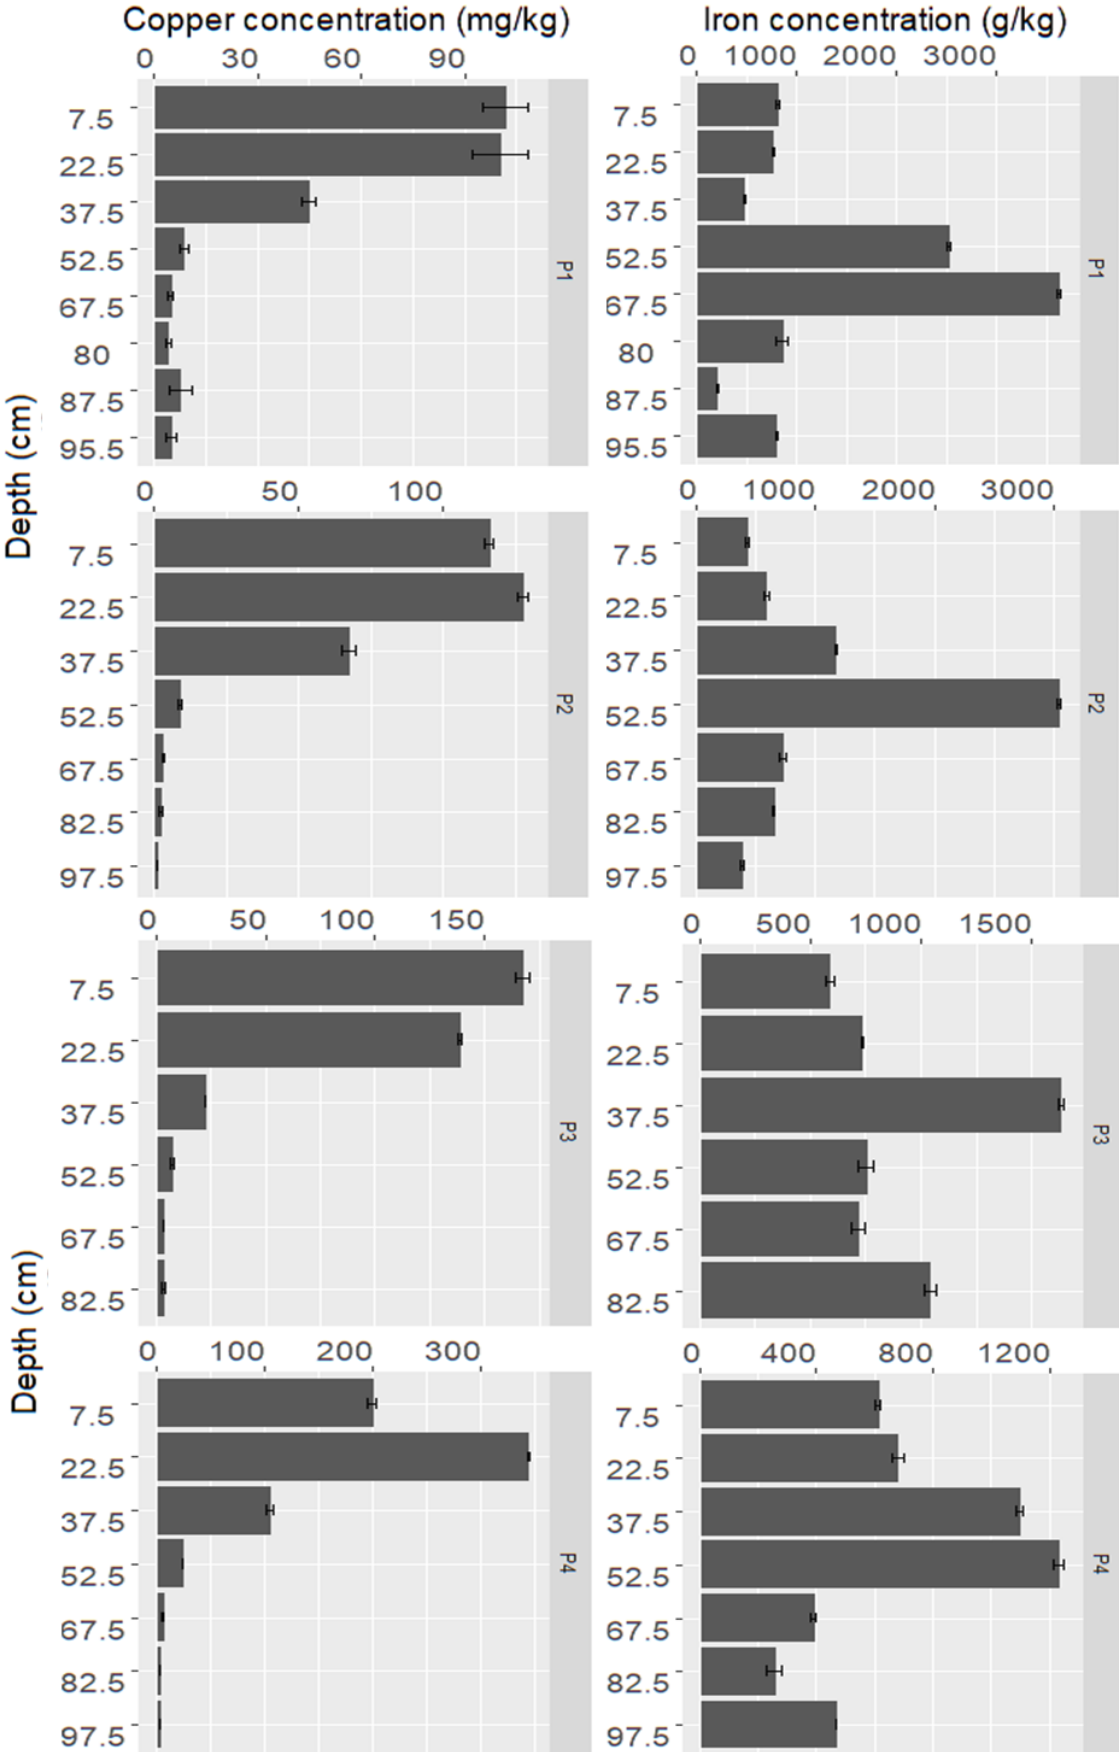 Copper concentration (mg/kg)
Iron concentration (g/kg)
0 30 60 90
0 1000 2000 3000
7.5
22.5
37.5
52.5
67.5
80
87.5
95.5
P1
7.5
22.5
37.5
52.5
67.5
80
87.5
95.5
P1
Depth (cm)
0 50 100
0 1000 2000 3000
7.5
22.5
37.5
52.5
67.5
82.5
97.5
P2
7.5
22.5
37.5
52.5
67.5
82.5
97.5
P2
0 50 100 150
0 500 1000 1500
7.5
22.5
37.5
52.5
67.5
82.5
P3
7.5
22.5
37.5
52.5
67.5
82.5
P3
Depth (cm)
0 100 200 300
0 400 800 1200
7.5
22.5
37.5
52.5
67.5
82.5
97.5
P4
7.5
22.5
37.5
52.5
67.5
82.5
97.5
P4